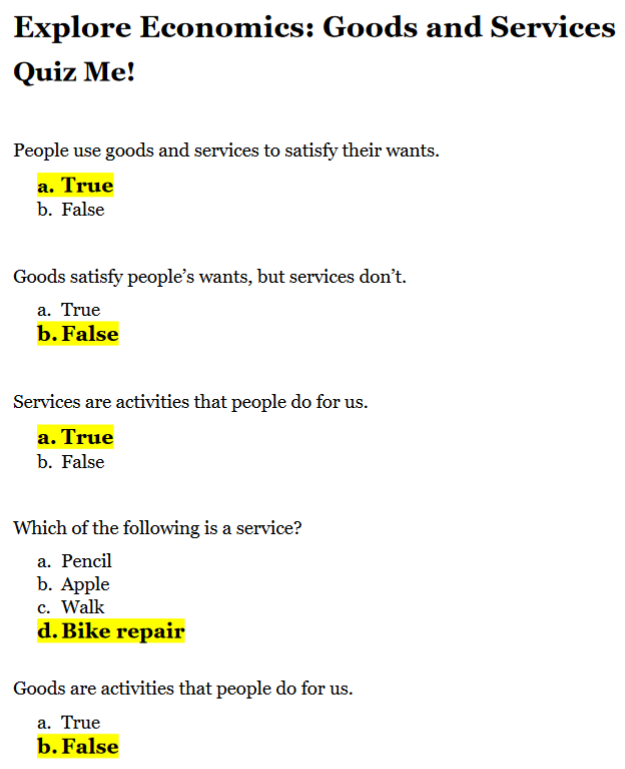 Explore Economics: Goods and Services
Quiz Me!
People use goods and services to satisfy their wants.
a. True
b. False
Goods satisfy people’s wants, but services don’t.
a. True
b. False
Services are activities that people do for us.
a. True
b. False
Which of the following is a service?
a. Pencil
b. Apple
c. Walk
d. Bike repair
Goods are activities that people do for us.
a. True
b. False